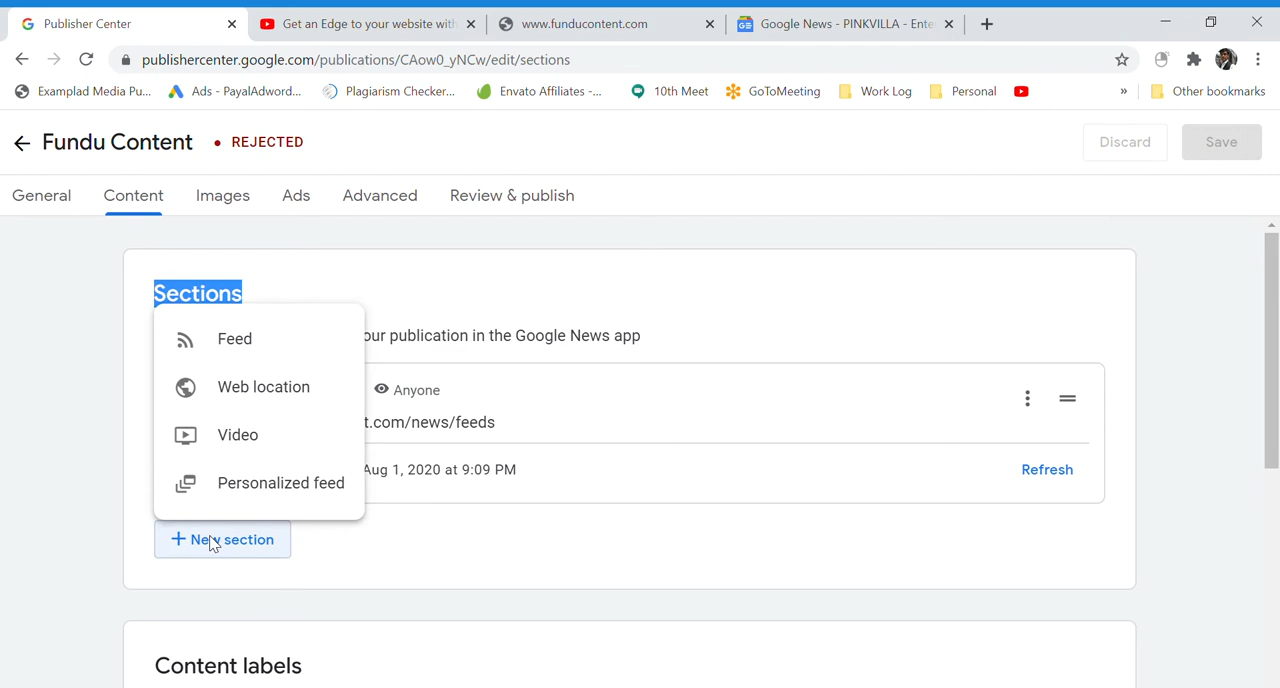 Publisher Center
Get an Edge to your website with
www.funducontent.com
Google News - PINKVILLA - Ente
publishercenter.google.com/publications/CAow0_yNCw/edit/sections
Examplad Media Pu...
Ads - PayalAdword...
Plagiarism Checker...
Envato Affiliates -...
10th Meet
GoToMeeting
Work Log
Personal
»
Other bookmarks
Fundu Content
• REJECTED
Discard
Save
General
Content
Images
Ads
Advanced
Review & publish
Sections
our publication in the Google News app
Feed
Web location
Video
Personalized feed
Anyone
t.com/news/feeds
Aug 1, 2020 at 9:09 PM
Refresh
+ New section
Content labels